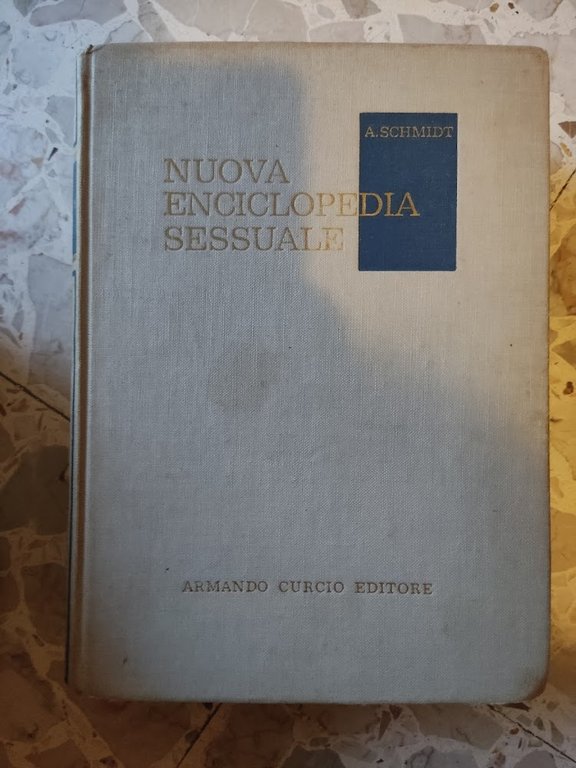 A. SCHMIDT
NUOVA
ENCICLOPEDIA
SESSUALE
ARMANDO CURCIO EDITORE